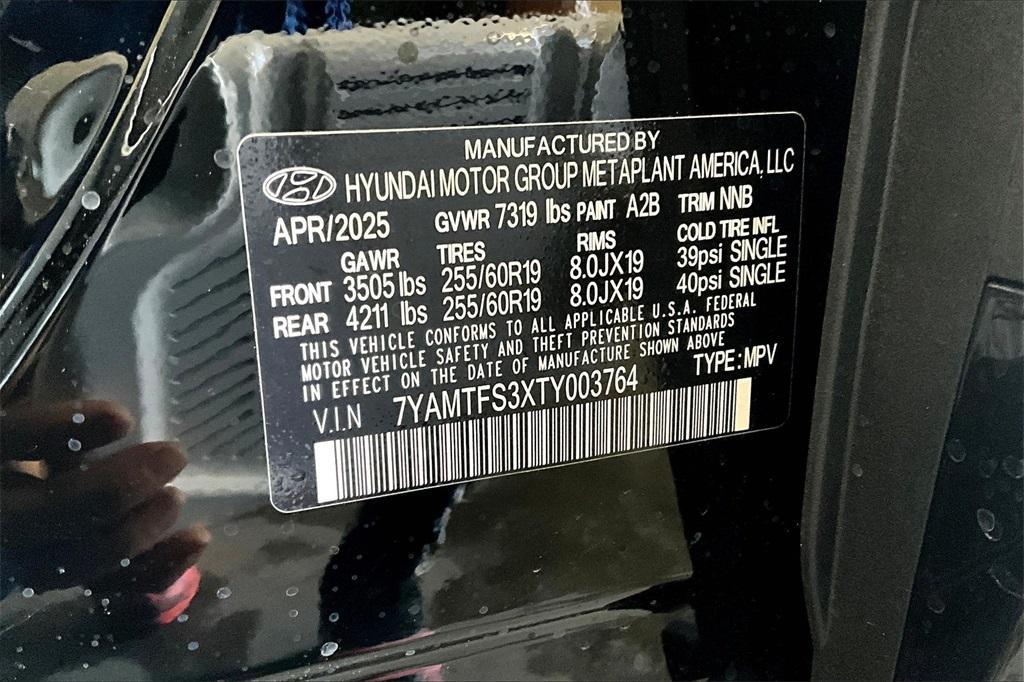 MANUFACTURED BY
HYUNDAI MOTOR GROUP METAPLANT AMERICA, LLC
APR/2025 GVWR 7319 lbs PAINT A2B TRIM NNB
GAWR TIRES RIMS COLD TIRE INFL
FRONT 3505 lbs 255/60R19 8.0JX19 39psi SINGLE
REAR 4211 lbs 255/60R19 8.0JX19 40psi SINGLE
THIS VEHICLE CONFORMS TO ALL APPLICABLE U.S.A. FEDERAL
MOTOR VEHICLE SAFETY AND THEFT PREVENTION STANDARDS
IN EFFECT ON THE DATE OF MANUFACTURE SHOWN ABOVE
V.I.N 7YAMTFS3XTY003764 TYPE: MPV